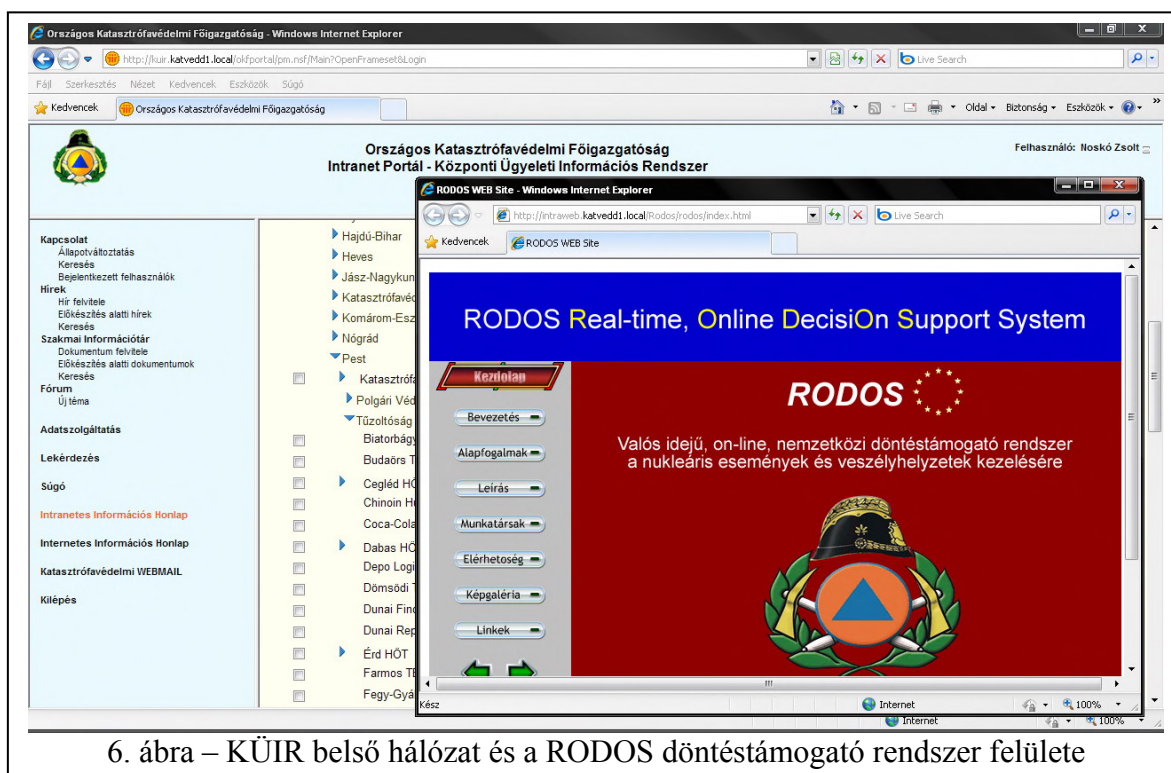 Országos Katasztrófavédelmi Főigazgatóság - Windows Internet Explorer
http://kuir.katvedd1.local/okfportal/pm.nsf/Main?OpenFrameset&Login
Live Search
Fájl Szerkesztés Nézet Kedvencek Eszközök Súgó
Kedvencek
Országos Katasztrófavédelmi Főigazgatóság
Oldal
Biztonság
Eszközök
Országos Katasztrófavédelmi Főigazgatóság
Intranet Portál - Központi Ügyeleti Információs Rendszer
Felhasználó: Noskó Zsolt
Kapcsolat
Állapotváltoztatás
Keresés
Bejelentkezett felhasználók
Hírek
Hír felvitele
Előkészítés alatti hírek
Keresés
Szakmai Információtár
Dokumentum felvitele
Előkészítés alatti dokumentumok
Keresés
Fórum
Új téma
Adatszolgáltatás
Lekérdezés
Súgó
Intranetes Információs Honlap
Internetes Információs Honlap
Katasztrófavédelmi WEBMAIL
Kilépés
Hajdú-Bihar
Heves
Jász-Nagykun
Katasztrófavéd
Komárom-Esz
Nógrád
Pest
Katasztrófa
Polgári Véd
Tűzoltóság
Biatorbágy
Budaörs T
Cegléd HÖ
Chinoin H
Coca-Cola
Dabas HÖ
Depo Logi
Dömsödi T
Dunai Find
Dunai Rep
Érd HÖT
Farmos TE
Fegy-Gyá
RODOS WEB Site - Windows Internet Explorer
http://intraweb.katvedd1.local/Rodos/rodos/index.html
Live Search
Kedvencek
RODOS WEB Site
RODOS Real-time, Online DecisiOn Support System
Kezdolap
Bevezetés
Alapfogalmak
Leírás
Munkatársak
Elérhetoség
Képgaléria
Linkek
RODOS
Valós idejű, on-line, nemzetközi döntéstámogató rendszer
a nukleáris események és veszélyhelyzetek kezelésére
Kész
Internet
100%
Internet
100%
6. ábra – KÜIR belső hálózat és a RODOS döntéstámogató rendszer felülete